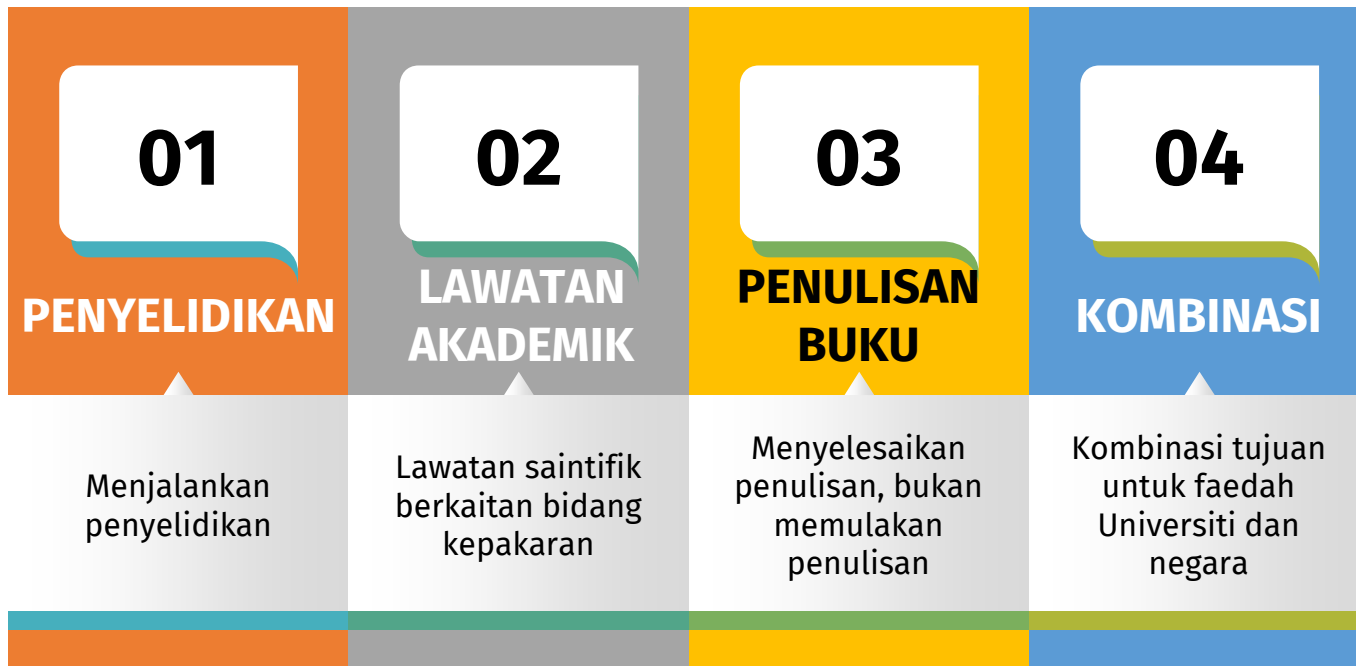 01
PENYELIDIKAN
Menjalankan
penyelidikan
02
LAWATAN
AKADEMIK
Lawatan saintifik
berkaitan bidang
kepakaran
03
PENULISAN
BUKU
Menyelesaikan
penulisan, bukan
memulakan
penulisan
04
KOMBINASI
Kombinasi tujuan
untuk faedah
Universiti dan
negara